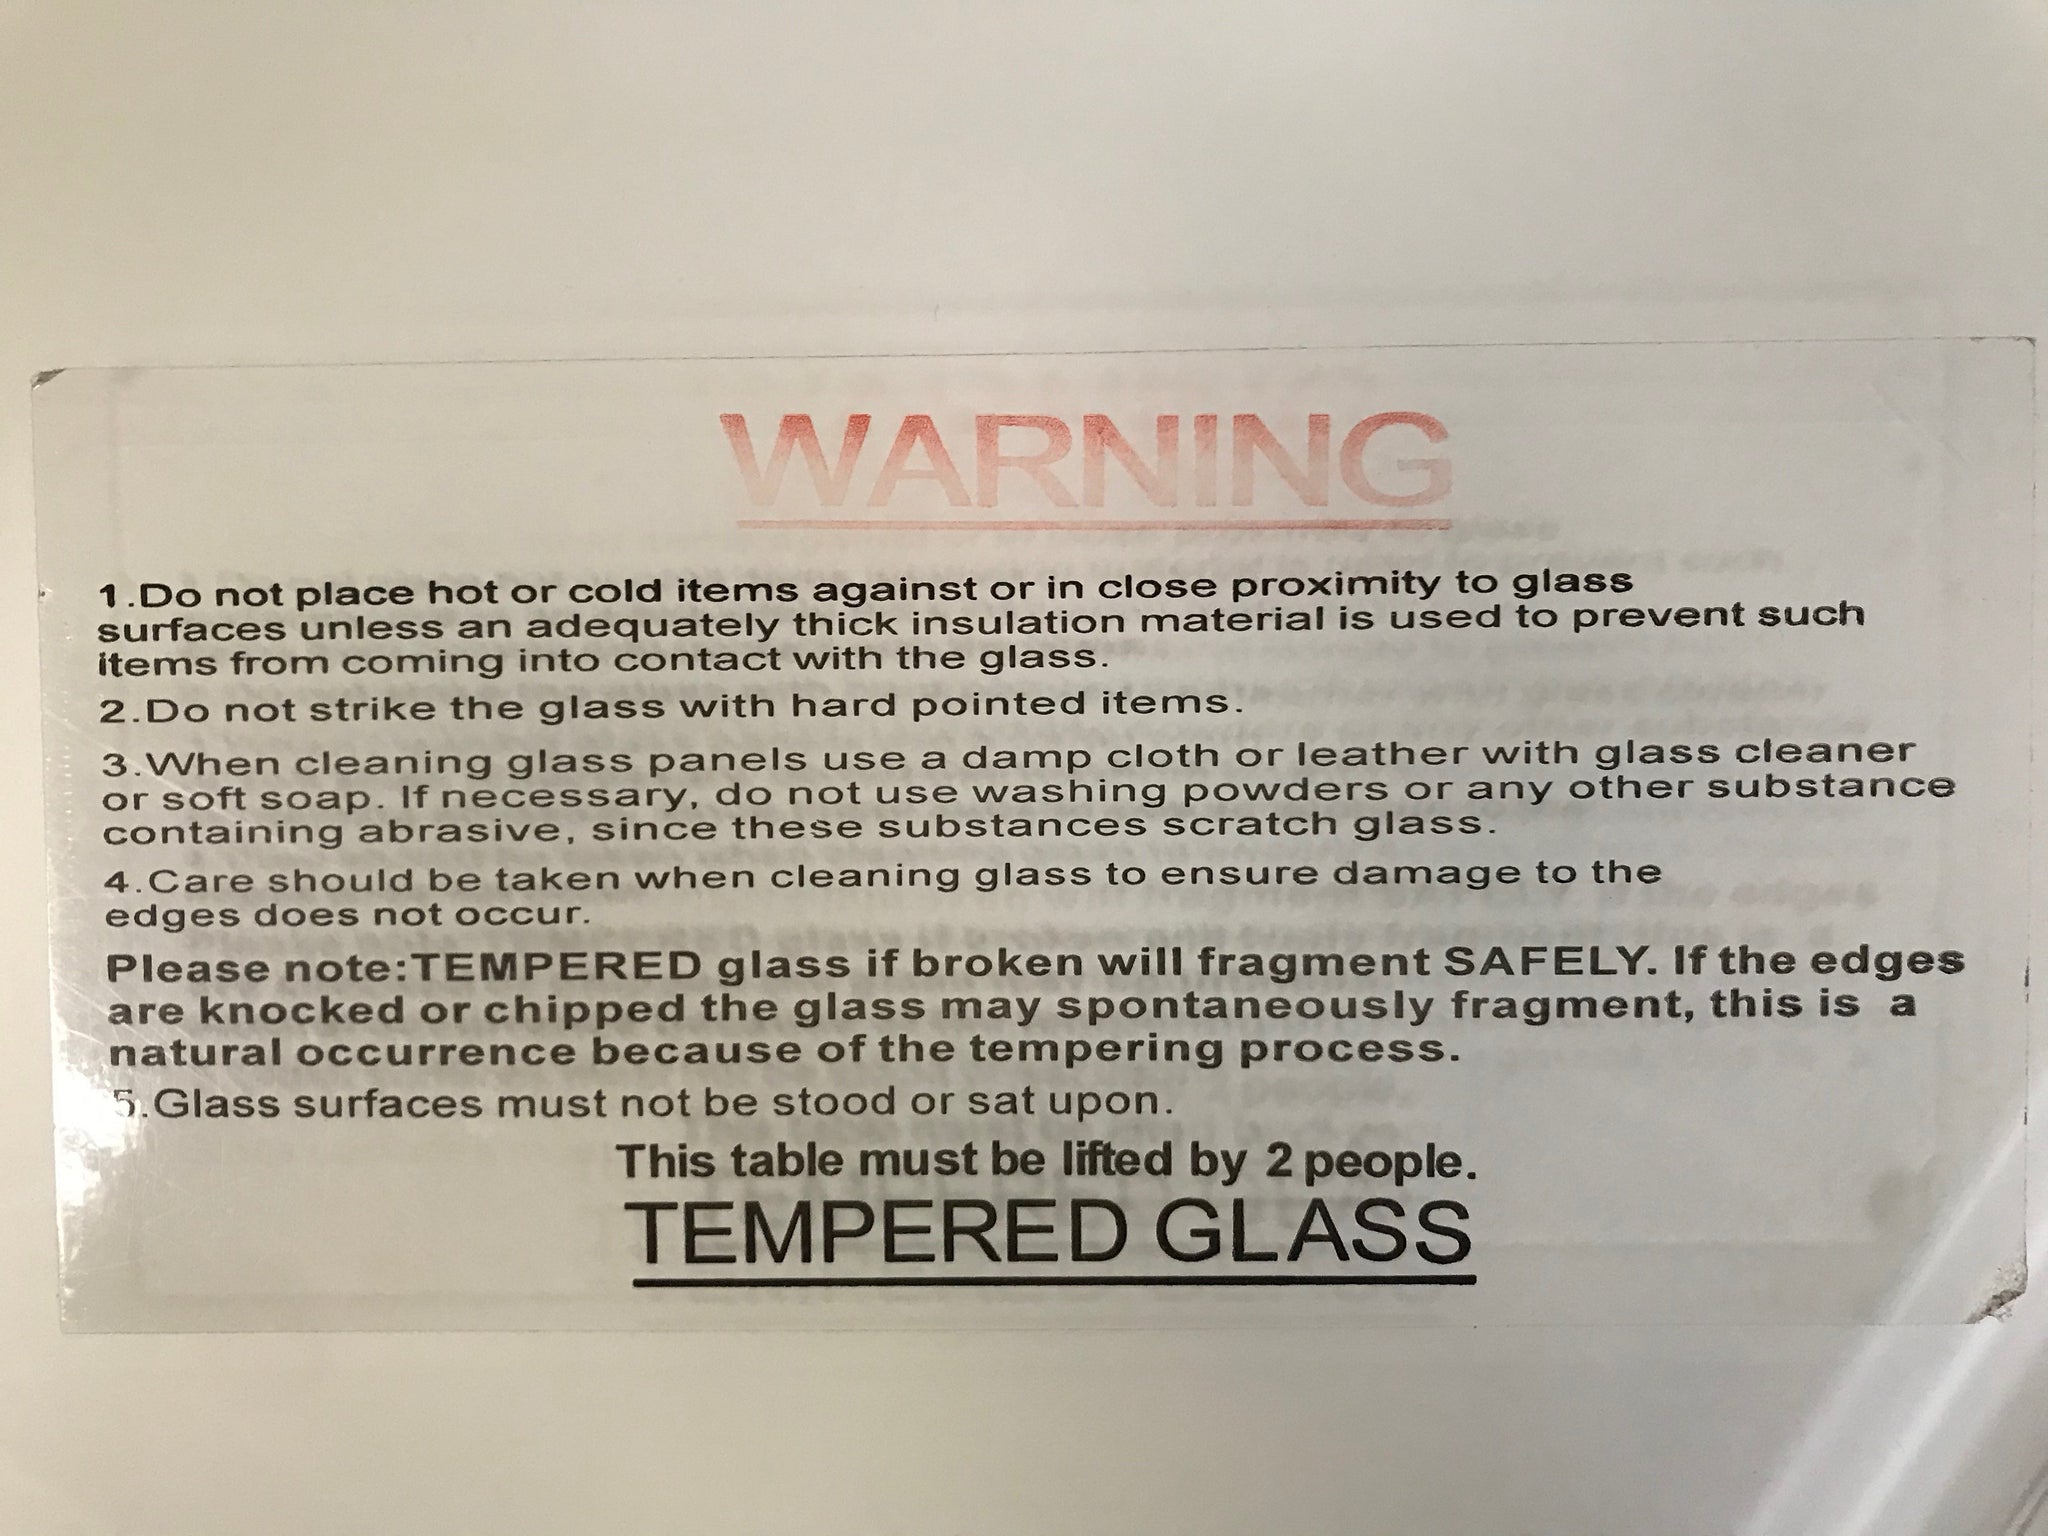 WARNING
1.Do not place hot or cold items against or in close proximity to glass
surfaces unless an adequately thick insulation material is used to prevent such
items from coming into contact with the glass.
2.Do not strike the glass with hard pointed items.
3.When cleaning glass panels use a damp cloth or leather with glass cleaner
or soft soap. If necessary, do not use washing powders or any other substance
containing abrasive, since these substances scratch glass.
4.Care should be taken when cleaning glass to ensure damage to the
edges does not occur.
Please note:TEMPERED glass if broken will fragment SAFELY. If the edges
are knocked or chipped the glass may spontaneously fragment, this is a
natural occurrence because of the tempering process.
5.Glass surfaces must not be stood or sat upon.
This table must be lifted by 2 people.
TEMPERED GLASS